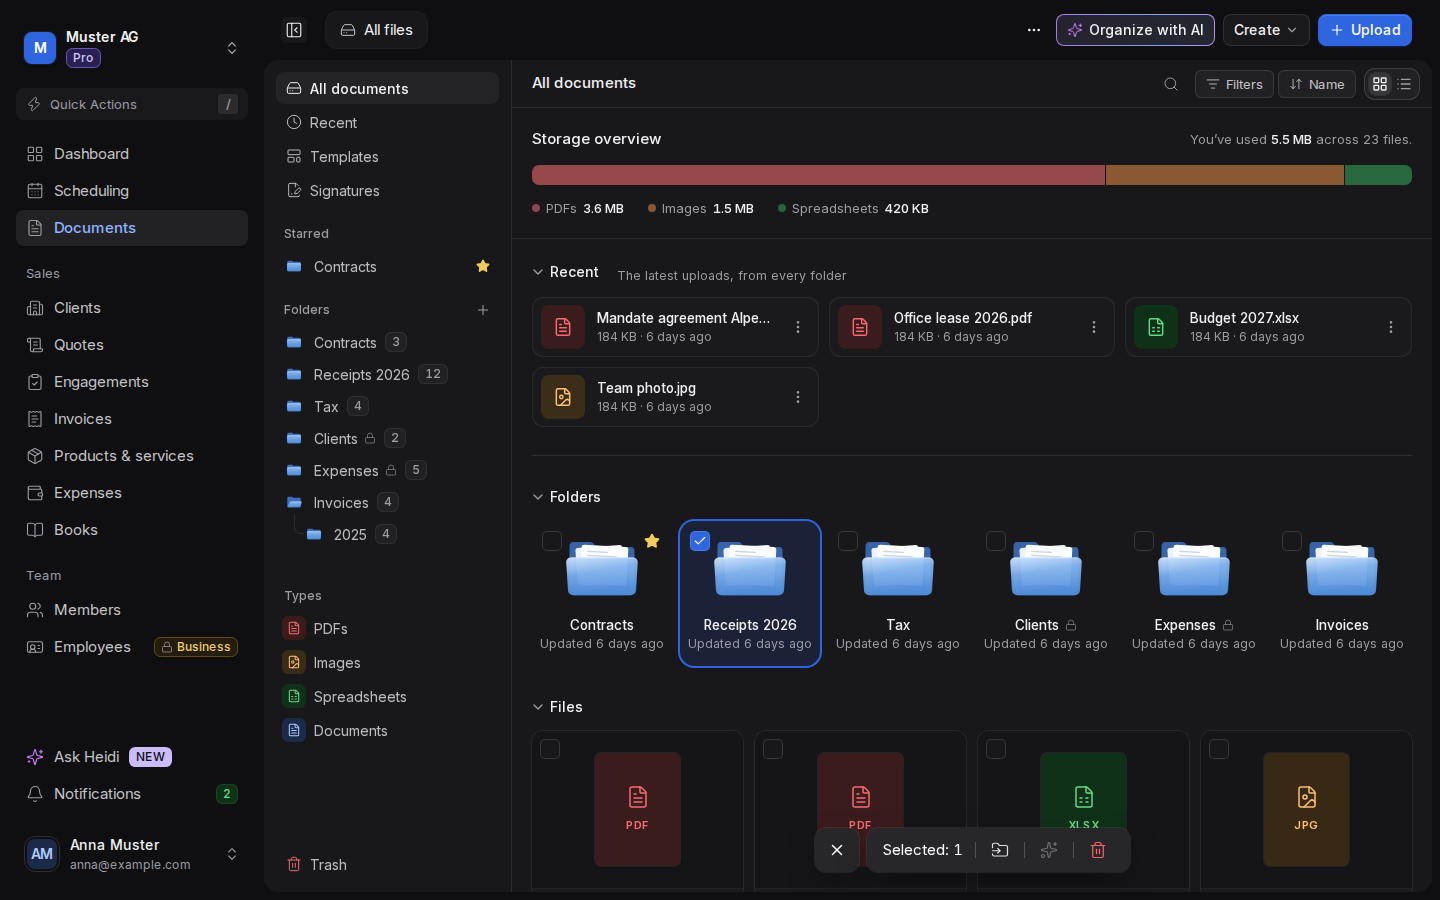 Muster AG
Pro
Quick Actions
/
Dashboard
Scheduling
Documents
Sales
Clients
Quotes
Engagements
Invoices
Products & services
Expenses
Books
Team
Members
Employees
Business
Ask Heidi
NEW
Notifications
2
AM
Anna Muster
anna@example.com
M
All files
Organize with AI
Create
Upload
All documents
Recent
Templates
Signatures
Starred
Contracts
Folders
Contracts 3
Receipts 2026 12
Tax 4
Clients 2
Expenses 5
Invoices 4
2025 4
Types
PDFs
Images
Spreadsheets
Documents
Trash
All documents
Filters
Name
Storage overview
You've used 5.5 MB across 23 files.
PDFs 3.6 MB
Images 1.5 MB
Spreadsheets 420 KB
Recent
The latest uploads, from every folder
Mandate agreement Alpe...
184 KB · 6 days ago
Office lease 2026.pdf
184 KB · 6 days ago
Budget 2027.xlsx
184 KB · 6 days ago
Team photo.jpg
184 KB · 6 days ago
Folders
Contracts
Updated 6 days ago
Receipts 2026
Updated 6 days ago
Tax
Updated 6 days ago
Clients
Updated 6 days ago
Expenses
Updated 6 days ago
Invoices
Updated 6 days ago
Files
PDF
PDF
XLSX
JPG
Selected: 1